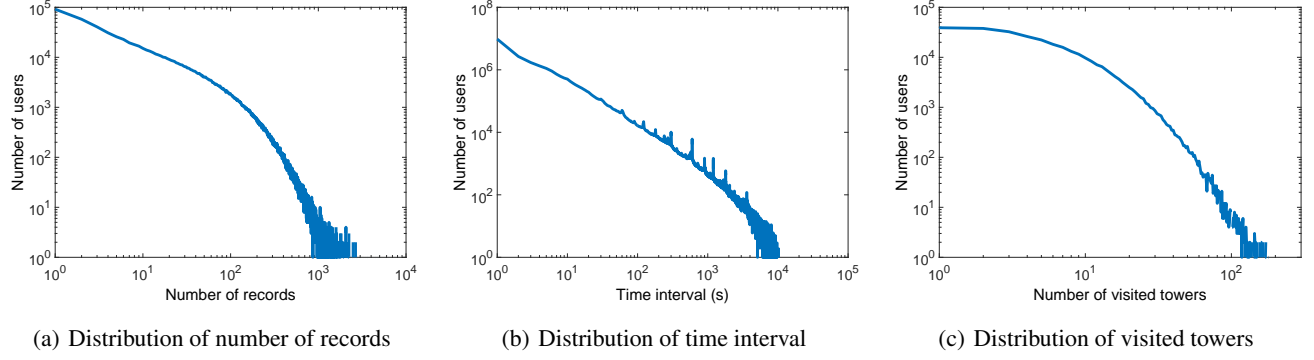 Number of users
10^5
10^4
10^3
10^2
10^1
10^0
10^0 10^1 10^2 10^3 10^4
Number of records
(a) Distribution of number of records
Number of users
10^8
10^6
10^4
10^2
10^0
10^0 10^1 10^2 10^3 10^4 10^5
Time interval (s)
(b) Distribution of time interval
Number of users
10^5
10^4
10^3
10^2
10^1
10^0
10^0 10^1 10^2
Number of visited towers
(c) Distribution of visited towers